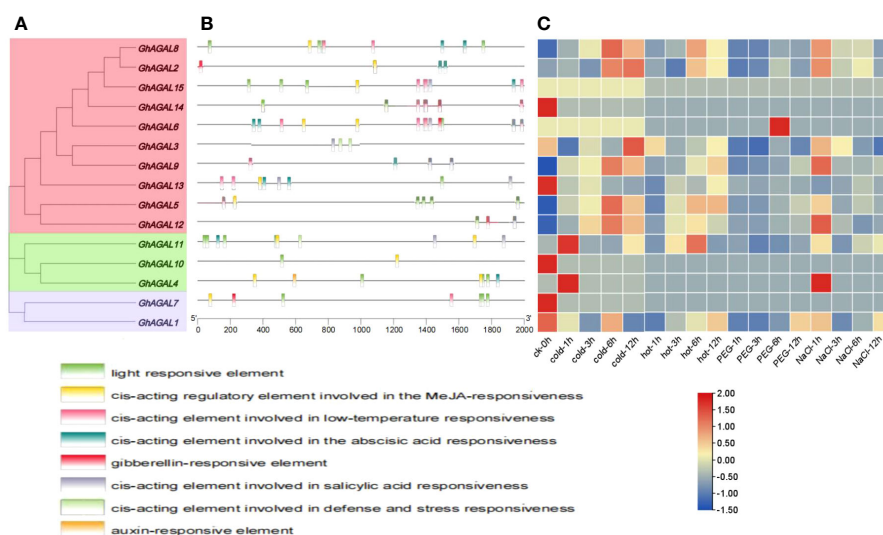 A
B
C
GhAGAL8
GhAGAL2
GhAGAL15
GhAGAL14
GhAGAL6
GhAGAL3
GhAGAL9
GhAGAL13
GhAGAL5
GhAGAL12
GhAGAL11
GhAGAL10
GhAGAL4
GhAGAL7
GhAGAL1
5' 3'
0 200 400 600 800 1000 1200 1400 1600 1800 2000
ck-0h cold-1h cold-3h cold-6h cold-12h hot-1h hot-3h hot-6h hot-12h PEG-1h PEG-3h PEG-6h PEG-12h NaCl-1h NaCl-3h NaCl-6h NaCl-12h
light responsive element
cis-acting regulatory element involved in the MeJA-responsiveness
cis-acting element involved in low-temperature responsiveness
cis-acting element involved in the abscisic acid responsiveness
gibberellin-responsive element
cis-acting element involved in salicylic acid responsiveness
cis-acting element involved in defense and stress responsiveness
auxin-responsive element
2.00
1.50
1.00
0.50
0.00
-0.50
-1.00
-1.50